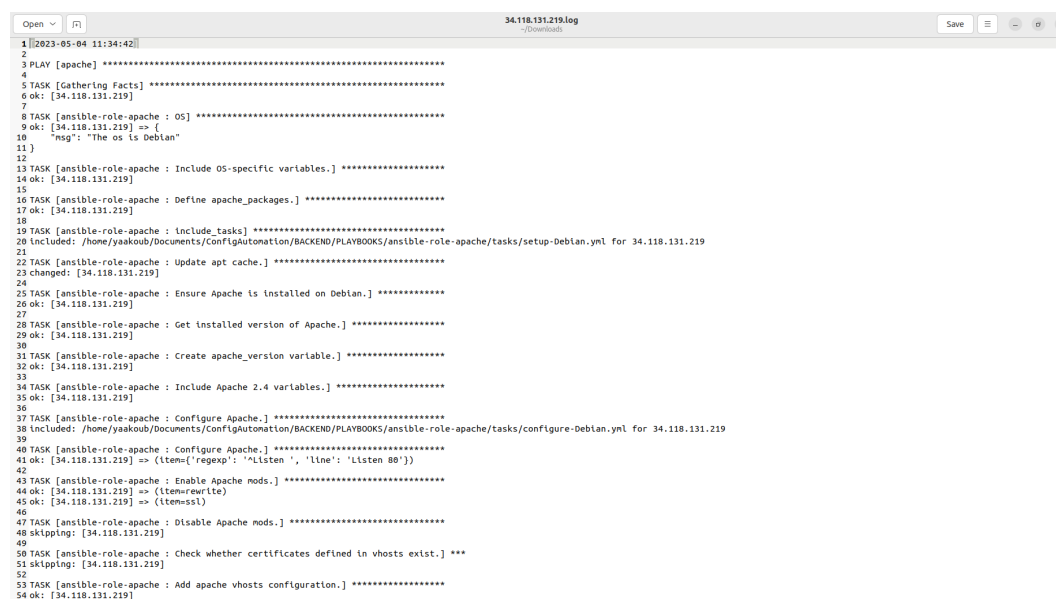 Open
34.118.131.219.log
~/Downloads
Save
1 2023-05-04 11:34:42
2
3 PLAY [apache] ******************************************************************
4
5 TASK [Gathering Facts] *********************************************************
6 ok: [34.118.131.219]
7
8 TASK [ansible-role-apache : OS] ************************************************
9 ok: [34.118.131.219] => {
10     "msg": "The os is Debian"
11 }
12
13 TASK [ansible-role-apache : Include OS-specific variables.] ********************
14 ok: [34.118.131.219]
15
16 TASK [ansible-role-apache : Define apache_packages.] ***************************
17 ok: [34.118.131.219]
18
19 TASK [ansible-role-apache : include_tasks] *************************************
20 included: /home/yaakoub/Documents/ConfigAutomation/BACKEND/PLAYBOOKS/ansible-role-apache/tasks/setup-Debian.yml for 34.118.131.219
21
22 TASK [ansible-role-apache : Update apt cache.] *********************************
23 changed: [34.118.131.219]
24
25 TASK [ansible-role-apache : Ensure Apache is installed on Debian.] *************
26 ok: [34.118.131.219]
27
28 TASK [ansible-role-apache : Get installed version of Apache.] ******************
29 ok: [34.118.131.219]
30
31 TASK [ansible-role-apache : Create apache_version variable.] *******************
32 ok: [34.118.131.219]
33
34 TASK [ansible-role-apache : Include Apache 2.4 variables.] *********************
35 ok: [34.118.131.219]
36
37 TASK [ansible-role-apache : Configure Apache.] *********************************
38 included: /home/yaakoub/Documents/ConfigAutomation/BACKEND/PLAYBOOKS/ansible-role-apache/tasks/configure-Debian.yml for 34.118.131.219
39
40 TASK [ansible-role-apache : Configure Apache.] *********************************
41 ok: [34.118.131.219] => (item={'regexp': '^Listen ', 'line': 'Listen 80'})
42
43 TASK [ansible-role-apache : Enable Apache mods.] *******************************
44 ok: [34.118.131.219] => (item=rewrite)
45 ok: [34.118.131.219] => (item=ssl)
46
47 TASK [ansible-role-apache : Disable Apache mods.] ******************************
48 skipping: [34.118.131.219]
49
50 TASK [ansible-role-apache : Check whether certificates defined in vhosts exist.] ***
51 skipping: [34.118.131.219]
52
53 TASK [ansible-role-apache : Add apache vhosts configuration.] ******************
54 ok: [34.118.131.219]